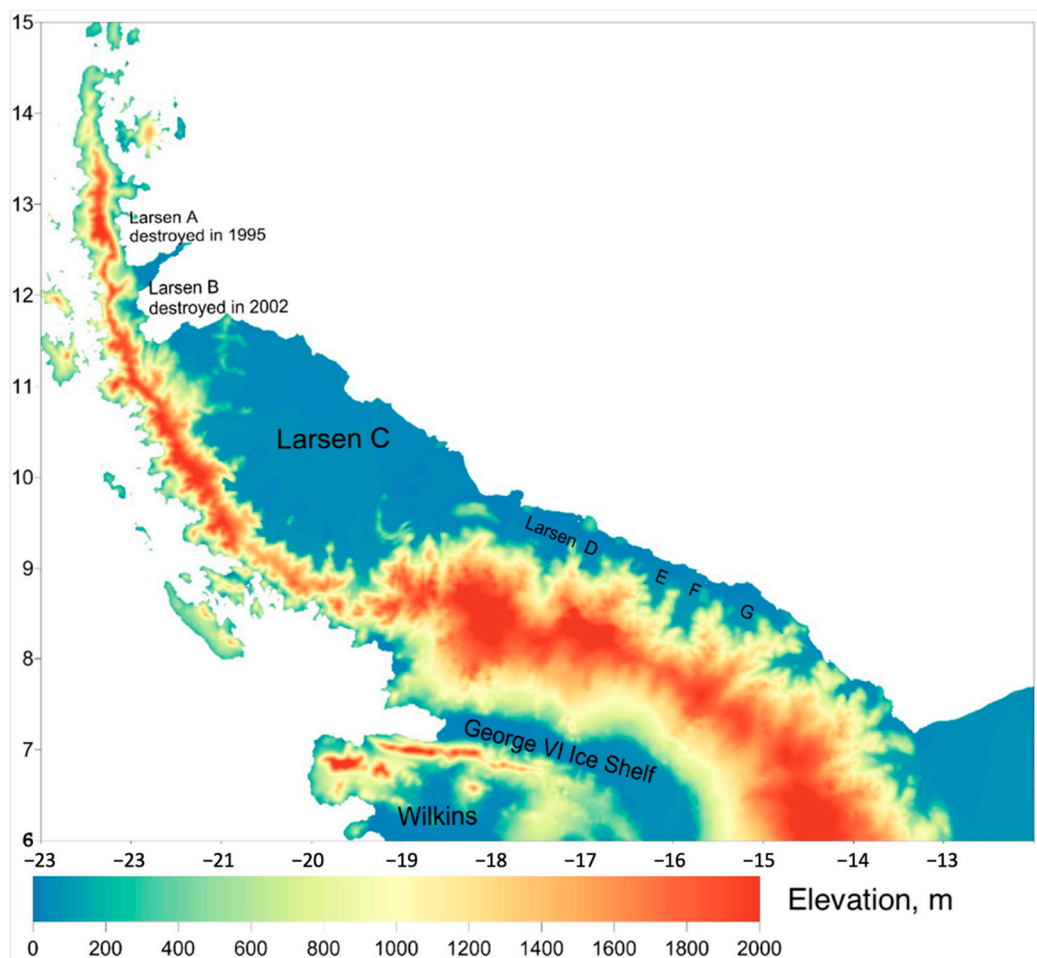 15
14
13
12
11
10
9
8
7
6
Larsen A
destroyed in 1995
Larsen B
destroyed in 2002
Larsen C
Larsen D
E
F
G
George VI Ice Shelf
Wilkins
−23 −23 −21 −20 −19 −18 −17 −16 −15 −14 −13
0 200 400 600 800 1000 1200 1400 1600 1800 2000
Elevation, m